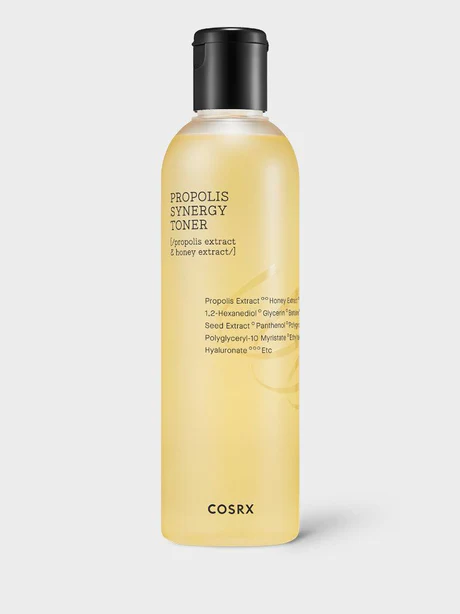 PROPOLIS
SYNERGY
TONER
[/propolis extract
& honey extract/]
Propolis Extract °° Honey Extract
1,2-Hexanediol ° Glycerin °
Seed Extract ° Panthenol °
Polyglyceryl-10 Myristate °
Hyaluronate °°° Etc
COSRX